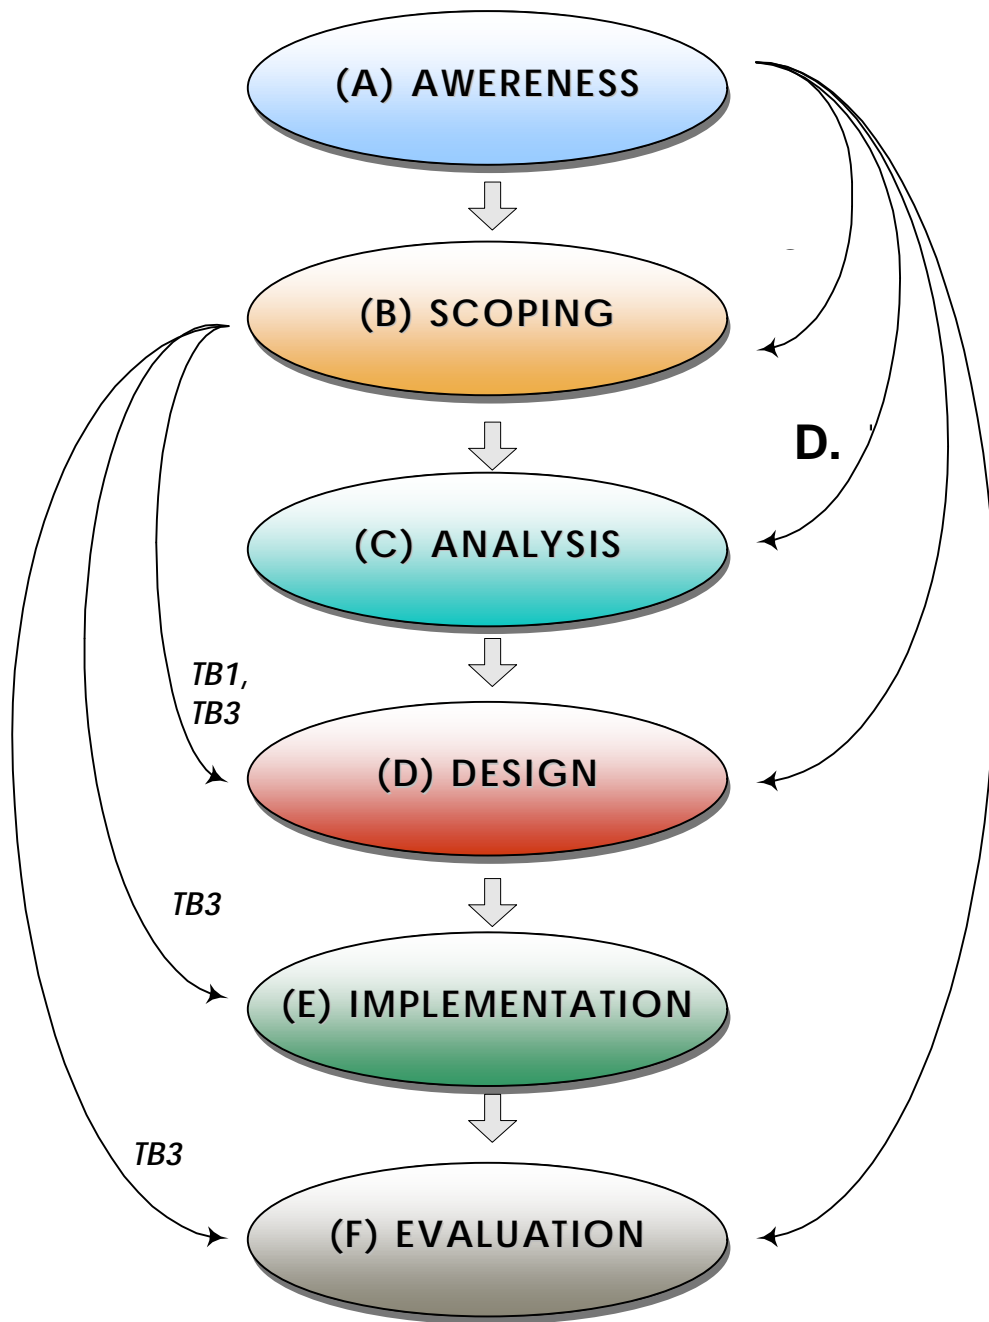 (A) AWERENESS
(B) SCOPING
D.
(C) ANALYSIS
TB1,
TB3
(D) DESIGN
TB3
(E) IMPLEMENTATION
TB3
(F) EVALUATION